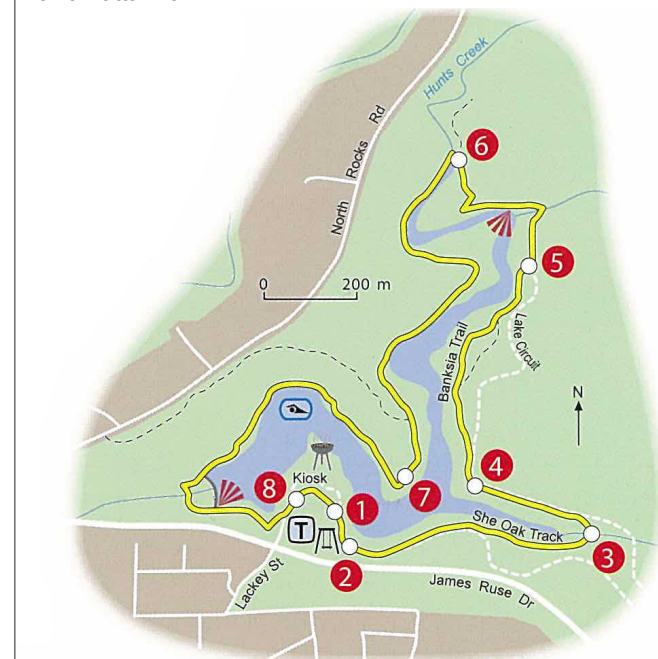 Hunts Creek
6
North Rocks Rd
5
0 200 m
Lake Circuit
Banksia Trail
N
4
Kiosk
8
7
1
She Oak Track
T
3
2
Lackey St
James Ruse Dr